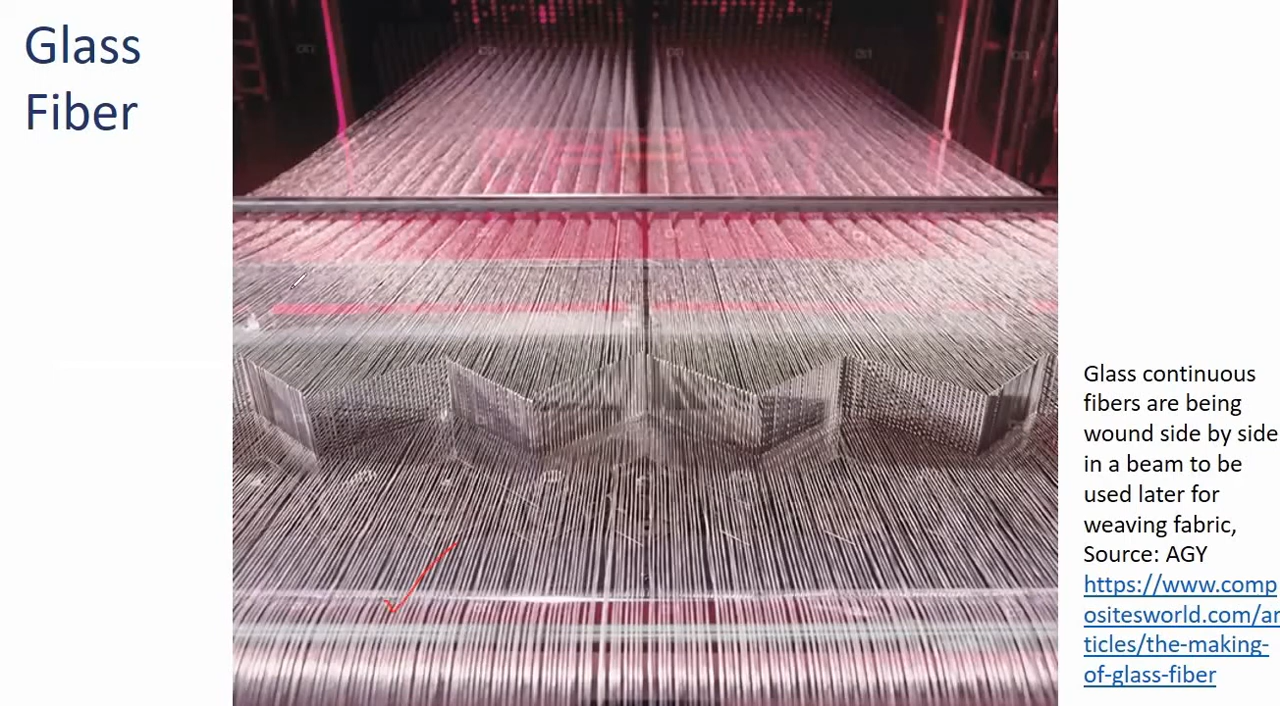 Glass
Fiber
Glass continuous
fibers are being
wound side by side
in a beam to be
used later for
weaving fabric,
Source: AGY
https://www.comp
ositesworld.com/ar
ticles/the-making-
of-glass-fiber